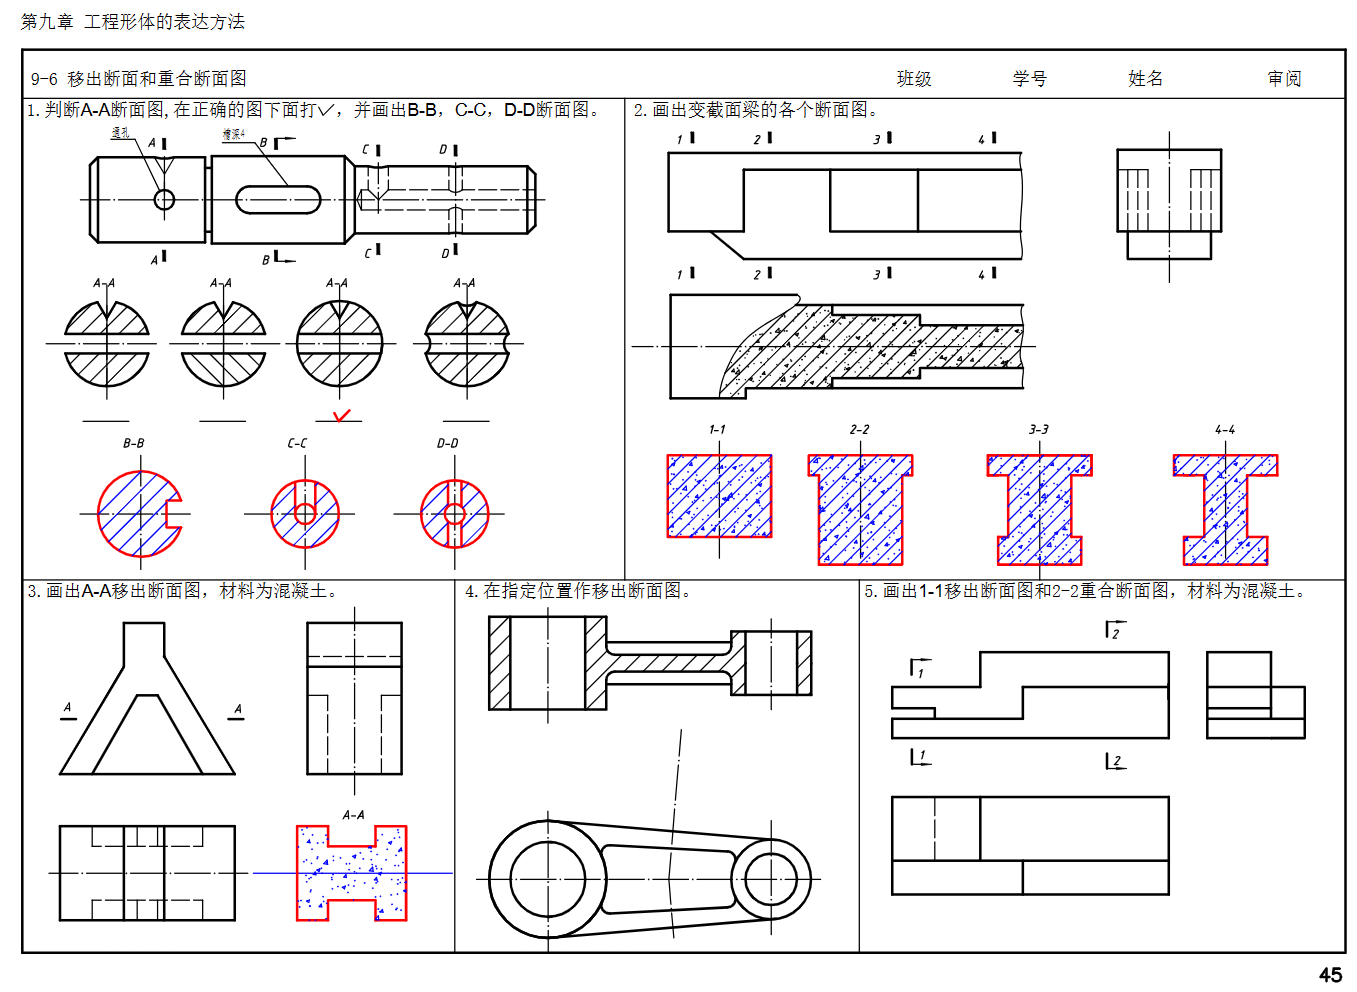 第九章 工程形体的表达方法
9-6 移出断面和重合断面图 班级 学号 姓名 审阅
1.判断A-A断面图,在正确的图下面打✓，并画出B-B，C-C，D-D断面图。
通孔 A 槽深4 B C D
A B C D
A-A A-A A-A A-A
B-B C-C D-D
2.画出变截面梁的各个断面图。
1 2 3 4
1 2 3 4
1-1 2-2 3-3 4-4
3.画出A-A移出断面图，材料为混凝土。
A A
A-A
4.在指定位置作移出断面图。
5.画出1-1移出断面图和2-2重合断面图，材料为混凝土。
2
1
1 2
45